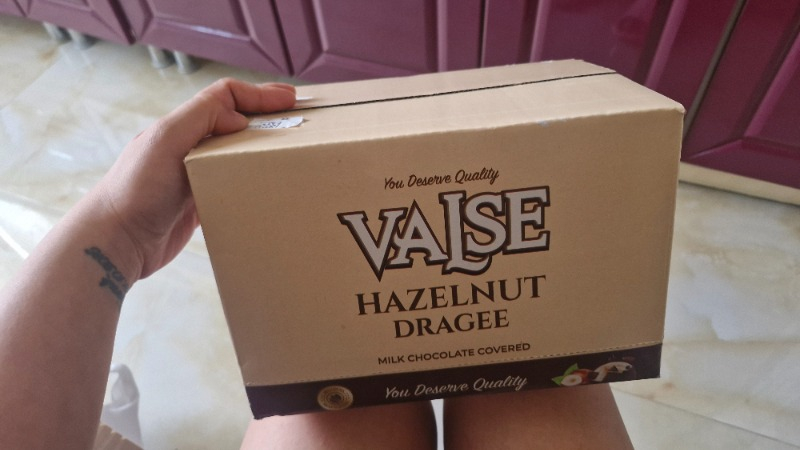 You Deserve Quality
VALSE
HAZELNUT
DRAGEE
MILK CHOCOLATE COVERED
You Deserve Quality